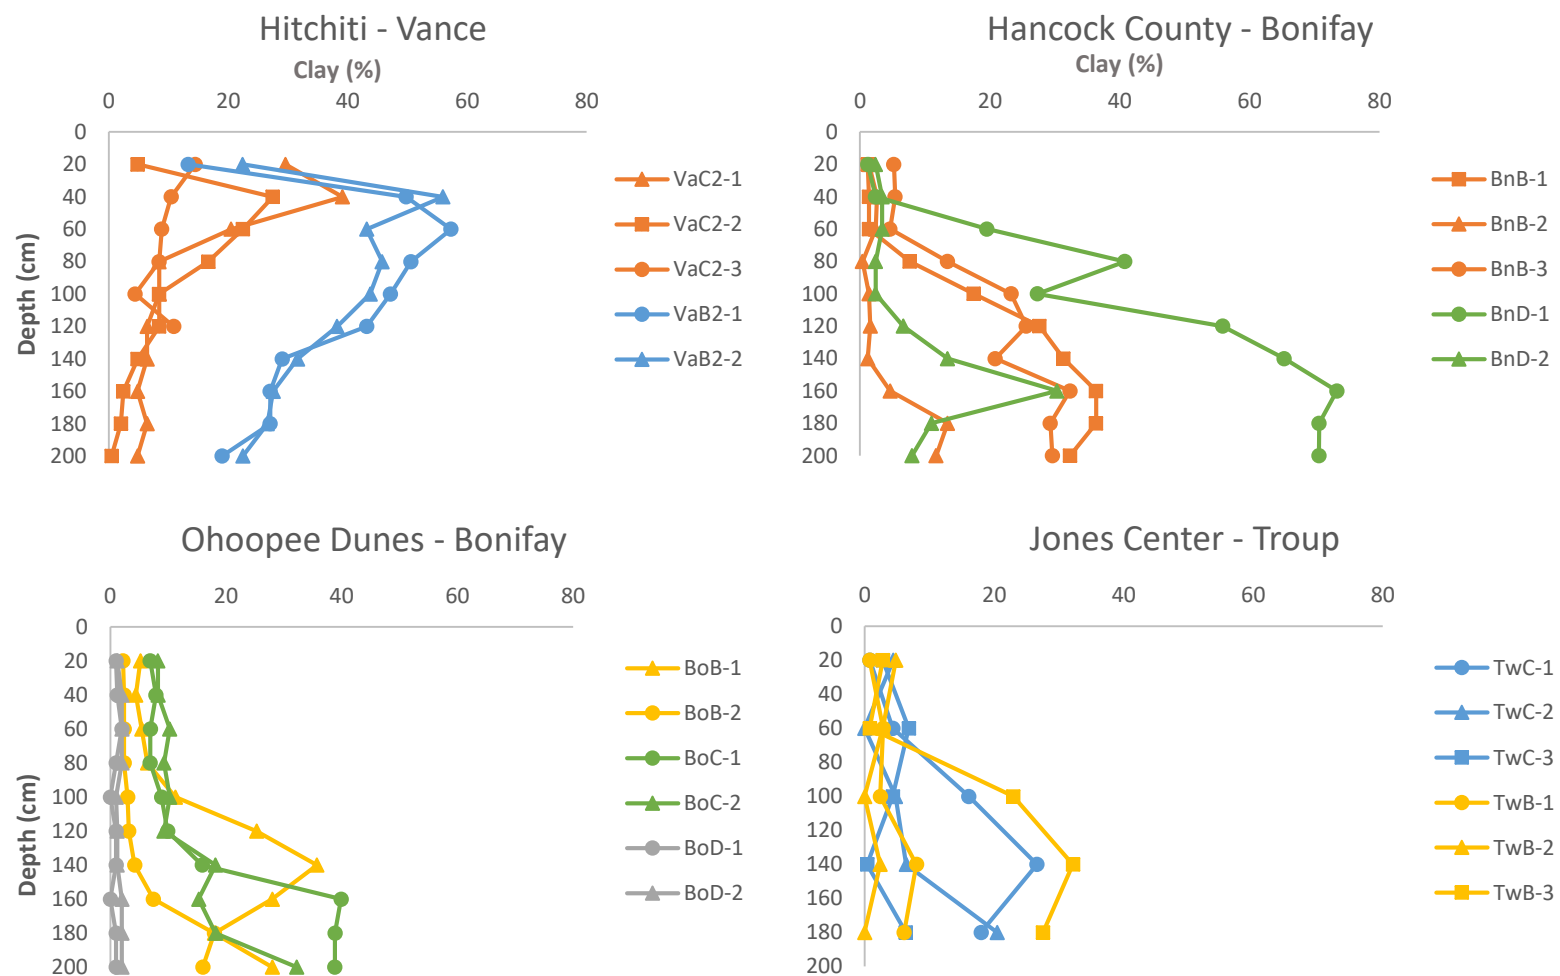 Hitchiti - Vance
Clay (%)
0 20 40 60 80
Depth (cm)
0
20
40
60
80
100
120
140
160
180
200
VaC2-1
VaC2-2
VaC2-3
VaB2-1
VaB2-2
Hancock County - Bonifay
Clay (%)
0 20 40 60 80
0
20
40
60
80
100
120
140
160
180
200
BnB-1
BnB-2
BnB-3
BnD-1
BnD-2
Ohoopee Dunes - Bonifay
0 20 40 60 80
Depth (cm)
0
20
40
60
80
100
120
140
160
180
200
BoB-1
BoB-2
BoC-1
BoC-2
BoD-1
BoD-2
Jones Center - Troup
0 20 40 60 80
0
20
40
60
80
100
120
140
160
180
200
TwC-1
TwC-2
TwC-3
TwB-1
TwB-2
TwB-3